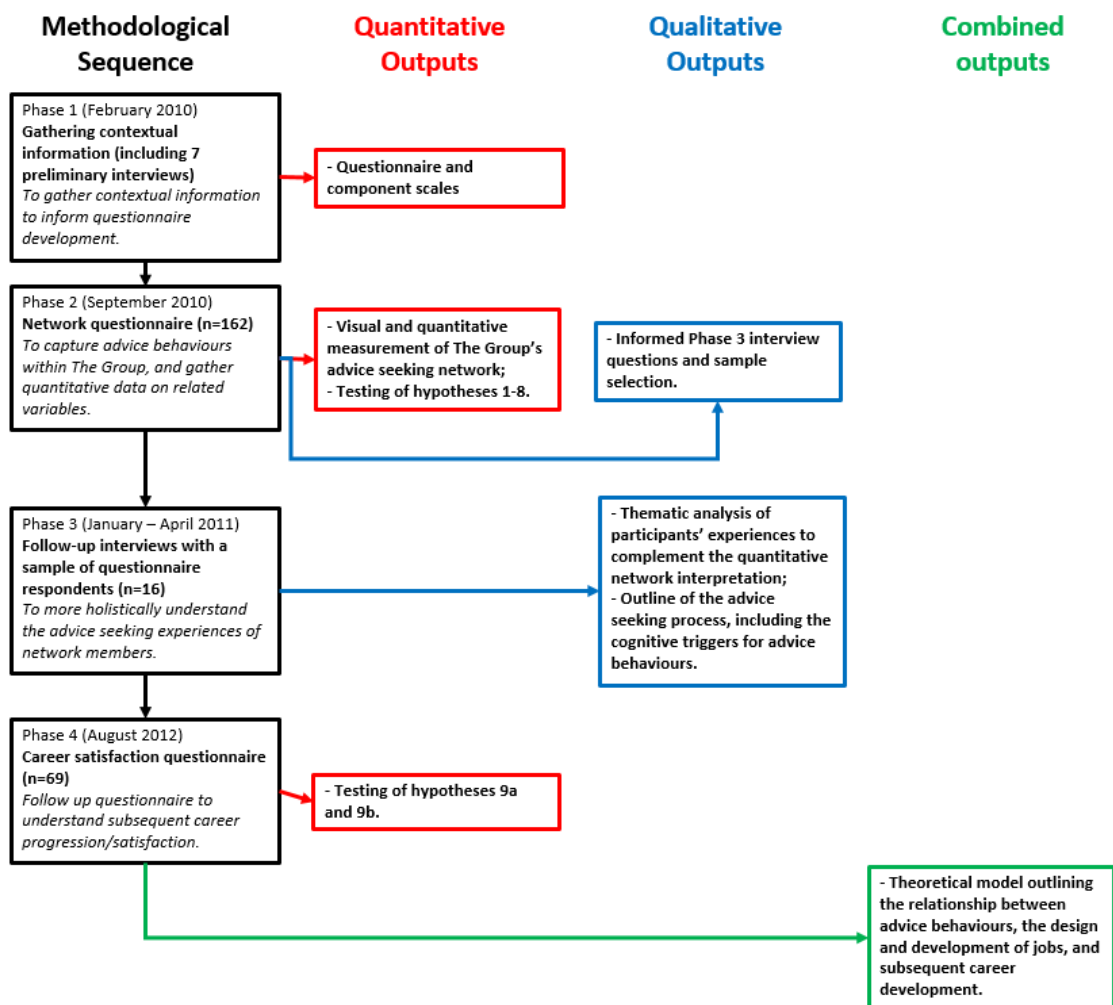 Methodological
Sequence
Quantitative
Outputs
Qualitative
Outputs
Combined
outputs
Phase 1 (February 2010)
Gathering contextual
information (including 7
preliminary interviews)
To gather contextual information
to inform questionnaire
development.
- Questionnaire and
component scales
Phase 2 (September 2010)
Network questionnaire (n=162)
To capture advice behaviours
within The Group, and gather
quantitative data on related
variables.
- Visual and quantitative
measurement of The Group's
advice seeking network;
- Testing of hypotheses 1-8.
- Informed Phase 3 interview
questions and sample
selection.
Phase 3 (January – April 2011)
Follow-up interviews with a
sample of questionnaire
respondents (n=16)
To more holistically understand
the advice seeking experiences of
network members.
- Thematic analysis of
participants' experiences to
complement the quantitative
network interpretation;
- Outline of the advice
seeking process, including the
cognitive triggers for advice
behaviours.
Phase 4 (August 2012)
Career satisfaction questionnaire
(n=69)
Follow up questionnaire to
understand subsequent career
progression/satisfaction.
- Testing of hypotheses 9a
and 9b.
- Theoretical model outlining
the relationship between
advice behaviours, the design
and development of jobs, and
subsequent career
development.